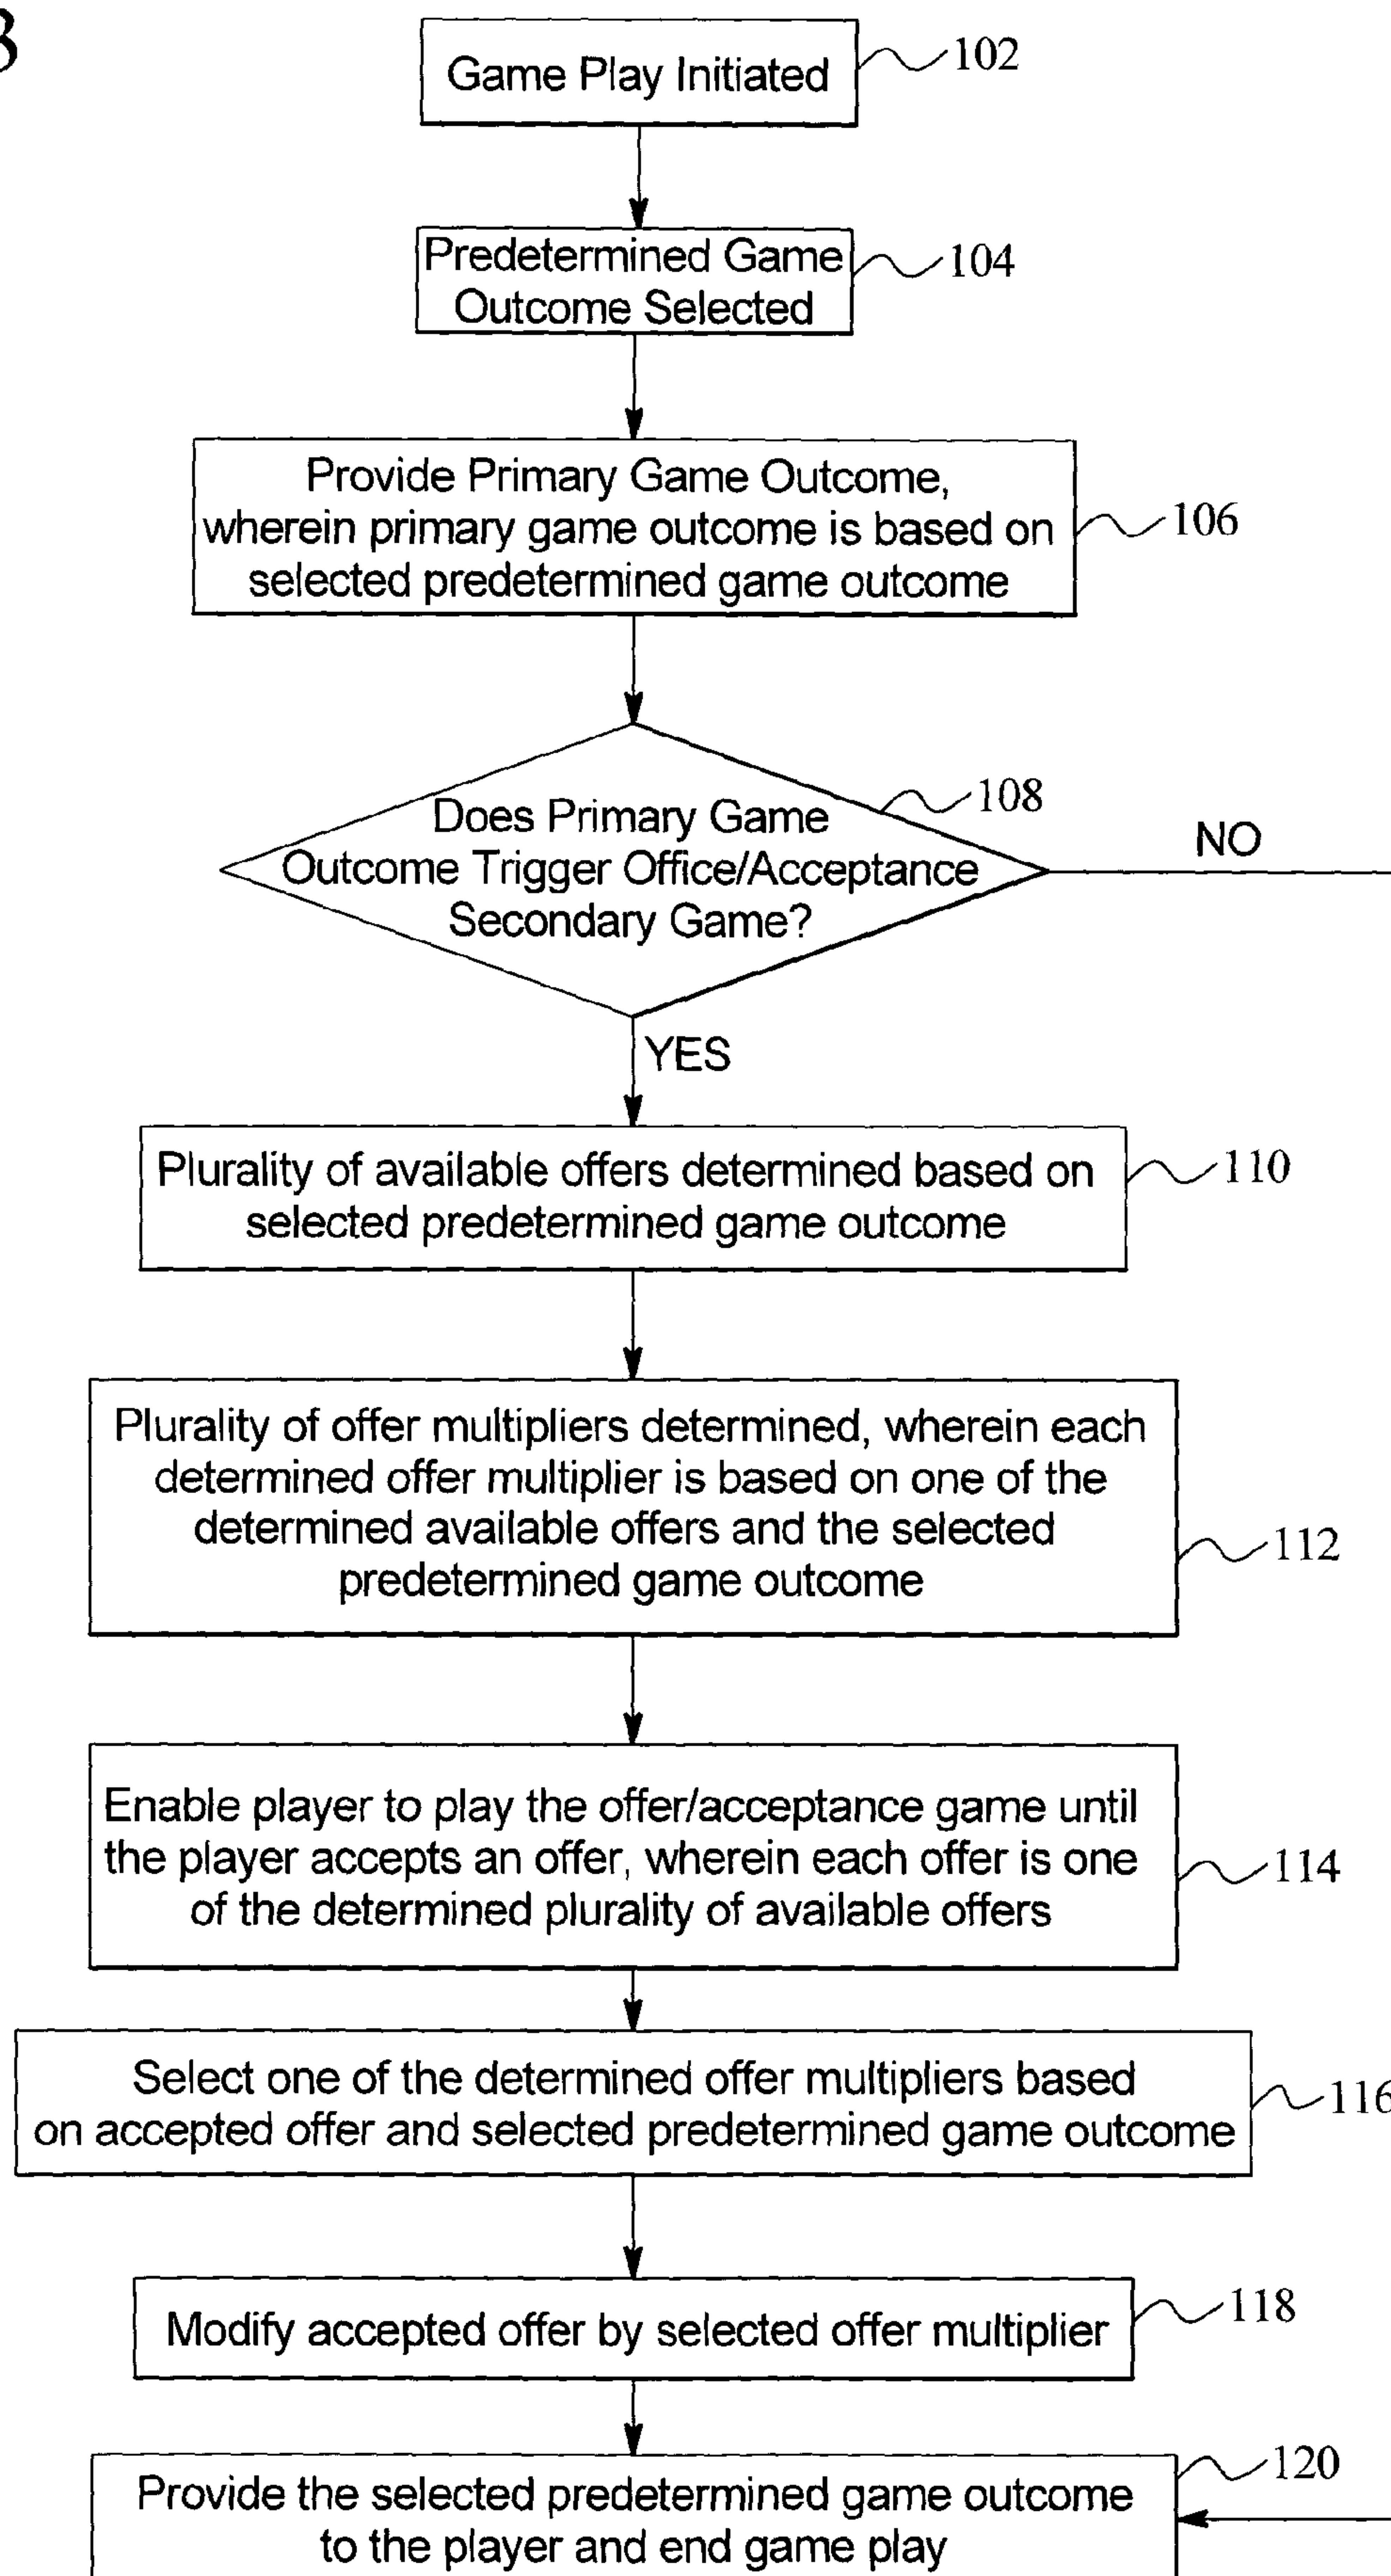 Game Play Initiated
102
Predetermined Game
Outcome Selected
104
Provide Primary Game Outcome,
wherein primary game outcome is based on
selected predetermined game outcome
106
Does Primary Game
Outcome Trigger Office/Acceptance
Secondary Game?
108
NO
YES
Plurality of available offers determined based on
selected predetermined game outcome
110
Plurality of offer multipliers determined, wherein each
determined offer multiplier is based on one of the
determined available offers and the selected
predetermined game outcome
112
Enable player to play the offer/acceptance game until
the player accepts an offer, wherein each offer is one
of the determined plurality of available offers
114
Select one of the determined offer multipliers based
on accepted offer and selected predetermined game outcome
116
Modify accepted offer by selected offer multiplier
118
Provide the selected predetermined game outcome
to the player and end game play
120